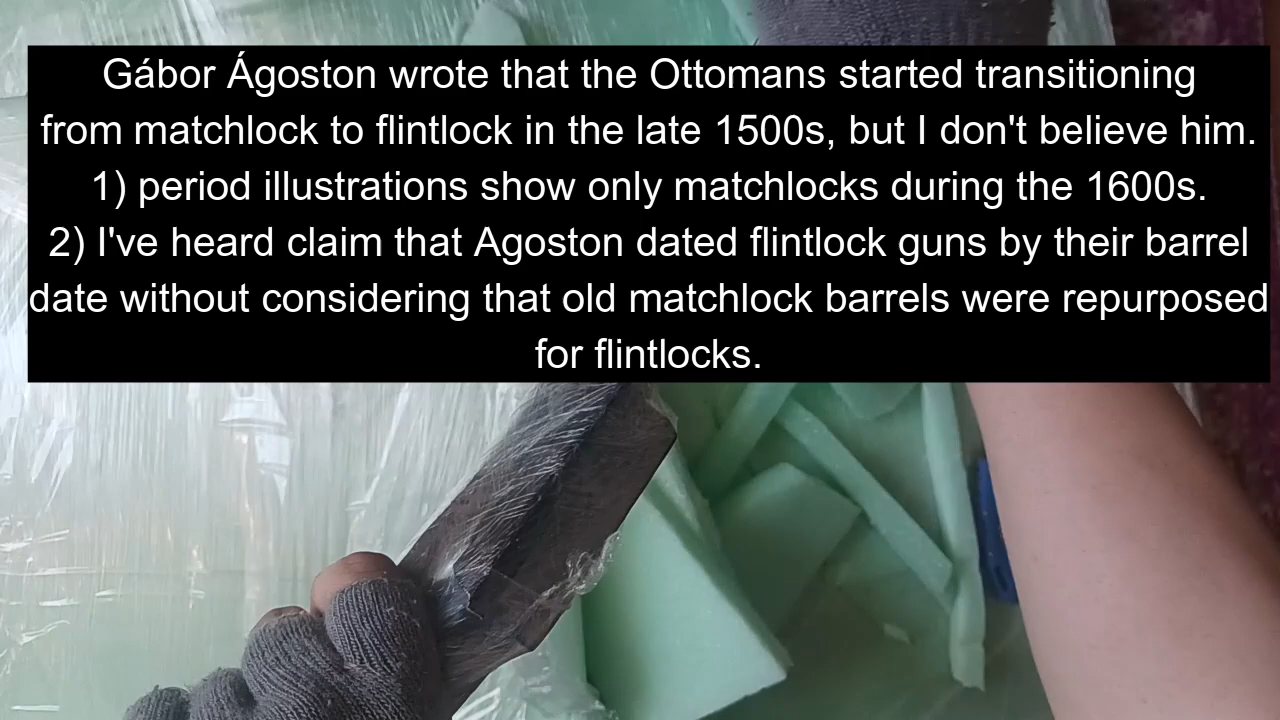 Gábor Ágoston wrote that the Ottomans started transitioning
from matchlock to flintlock in the late 1500s, but I don't believe him.
1) period illustrations show only matchlocks during the 1600s.
2) I've heard claim that Agoston dated flintlock guns by their barrel
date without considering that old matchlock barrels were repurposed
for flintlocks.